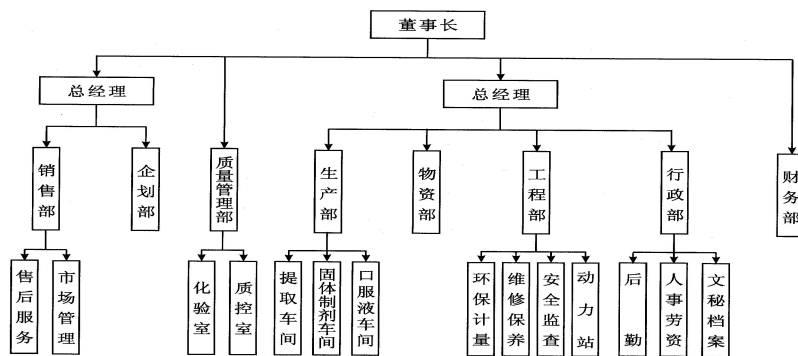 董事长
总经理
总经理
销售部
企划部
质量管理部
生产部
物资部
工程部
行政部
财务部
售后服务
市场管理
化验室
质控室
提取车间
固体制剂车间
口服液车间
环保计量
维修保养
安全监查
动力站
后勤
人事劳资
文秘档案